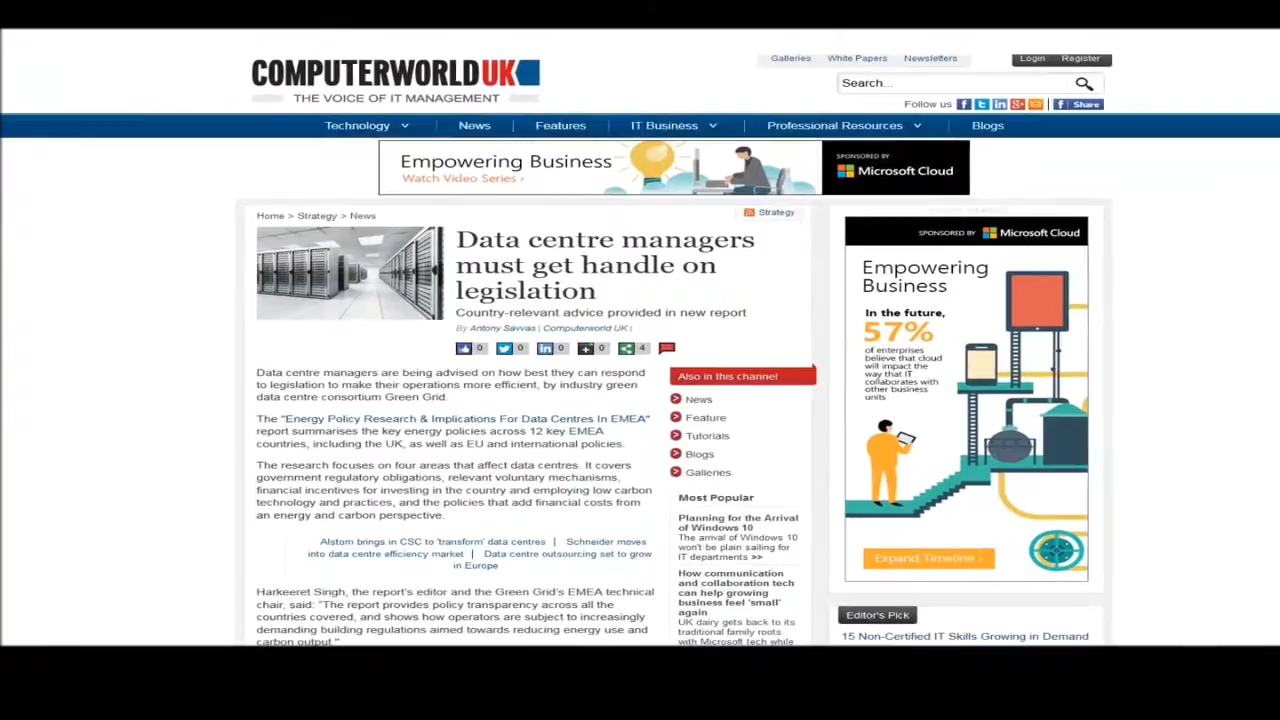 Galleries White Papers Newsletters Login Register
COMPUTERWORLDUK
THE VOICE OF IT MANAGEMENT
Search...
Follow us Share
Technology News Features IT Business Professional Resources Blogs
Empowering Business
Watch Video Series ›
SPONSORED BY
Microsoft Cloud
Home > Strategy > News
Strategy
Data centre managers
must get handle on
legislation
Country-relevant advice provided in new report
By Antony Savvas | Computerworld UK |
0 0 0 0 4
Data centre managers are being advised on how best they can respond
to legislation to make their operations more efficient, by industry green
data centre consortium Green Grid.
The "Energy Policy Research & Implications For Data Centres In EMEA"
report summarises the key energy policies across 12 key EMEA
countries, including the UK, as well as EU and international policies.
The research focuses on four areas that affect data centres. It covers
government regulatory obligations, relevant voluntary mechanisms,
financial incentives for investing in the country and employing low carbon
technology and practices, and the policies that add financial costs from
an energy and carbon perspective.
Alstom brings in CSC to 'transform' data centres | Schneider moves
into data centre efficiency market | Data centre outsourcing set to grow
in Europe
Harkeeret Singh, the report's editor and the Green Grid's EMEA technical
chair, said: "The report provides policy transparency across all the
countries covered, and shows how operators are subject to increasingly
demanding building regulations aimed towards reducing energy use and
carbon output."
Also in this channel
News
Feature
Tutorials
Blogs
Galleries
Most Popular
Planning for the Arrival
of Windows 10
The arrival of Windows 10
won't be plain sailing for
IT departments >>
How communication
and collaboration tech
can help growing
business feel 'small'
again
UK dairy gets back to its
traditional family roots
with Microsoft tech while
SPONSORED BY Microsoft Cloud
Empowering
Business
In the future,
57%
of enterprises
believe that cloud
will impact the
way that IT
collaborates with
other business
units
Expand Timeline ›
Editor's Pick
15 Non-Certified IT Skills Growing in Demand